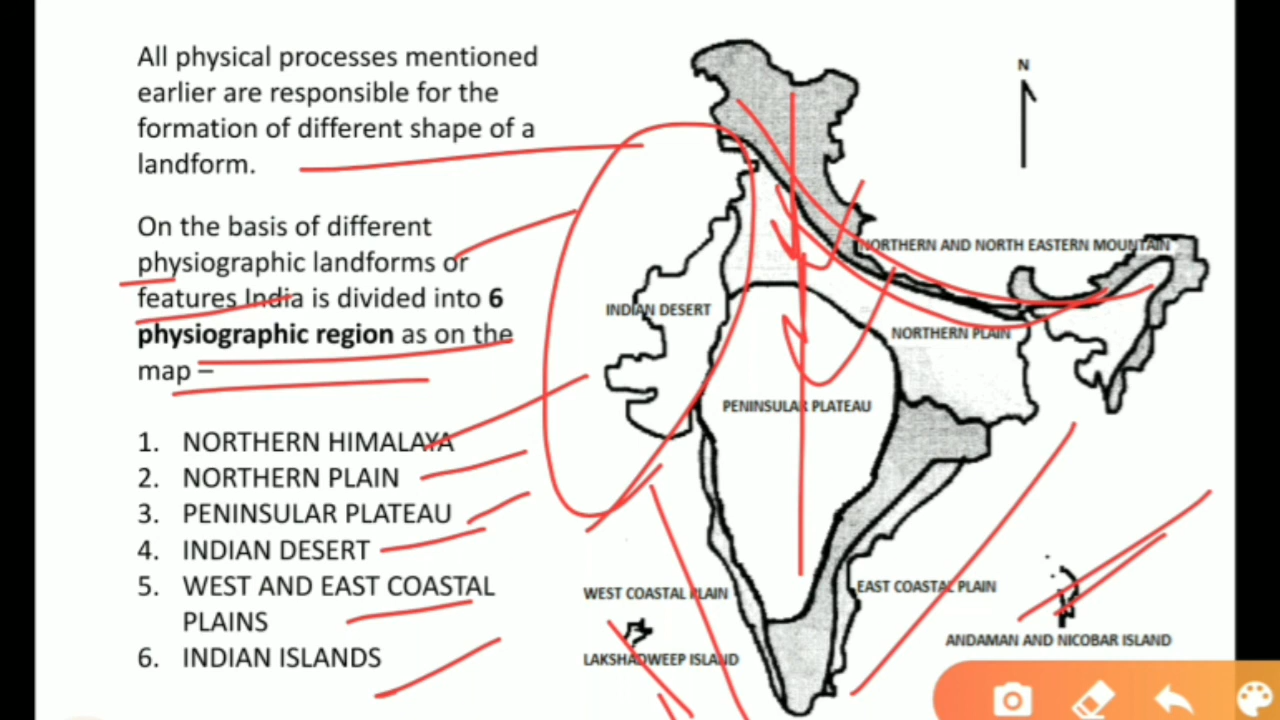 All physical processes mentioned
earlier are responsible for the
formation of different shape of a
landform.
On the basis of different
physiographic landforms or
features India is divided into 6
physiographic region as on the
map –
1. NORTHERN HIMALAYA
2. NORTHERN PLAIN
3. PENINSULAR PLATEAU
4. INDIAN DESERT
5. WEST AND EAST COASTAL
PLAINS
6. INDIAN ISLANDS
N
NORTHERN AND NORTH EASTERN MOUNTAIN
INDIAN DESERT
NORTHERN PLAIN
PENINSULAR PLATEAU
WEST COASTAL PLAIN
EAST COASTAL PLAIN
ANDAMAN AND NICOBAR ISLAND
LAKSHADWEEP ISLAND